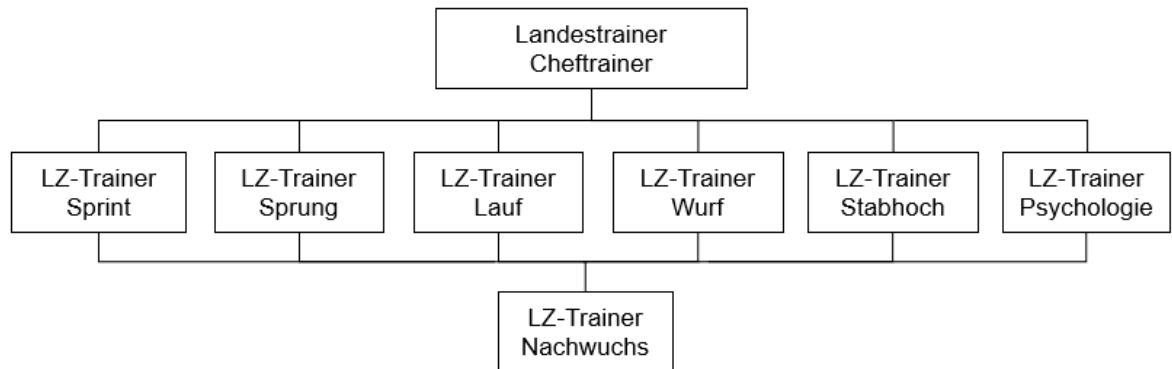 Landestrainer
Cheftrainer
LZ-Trainer
Sprint
LZ-Trainer
Sprung
LZ-Trainer
Lauf
LZ-Trainer
Wurf
LZ-Trainer
Stabhoch
LZ-Trainer
Psychologie
LZ-Trainer
Nachwuchs